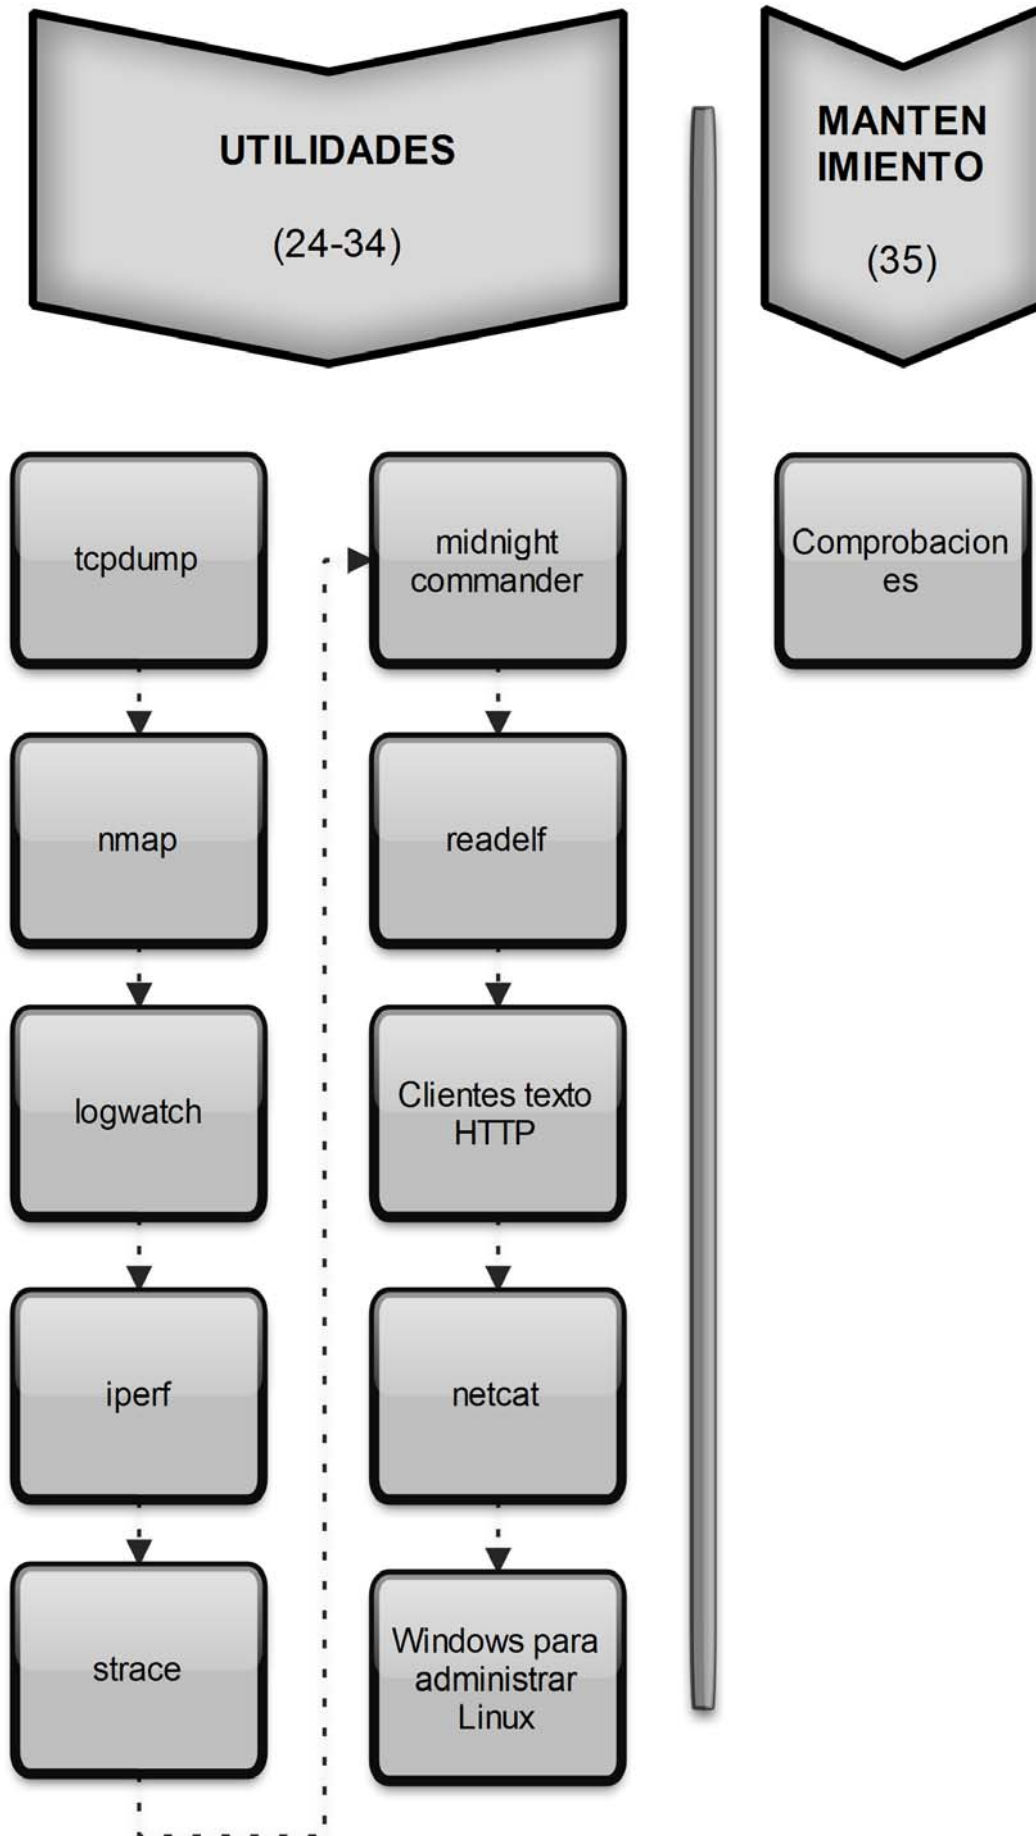 UTILIDADES
(24-34)
MANTEN
IMIENTO
(35)
tcpdump
nmap
logwatch
iperf
strace
midnight
commander
readelf
Clientes texto
HTTP
netcat
Windows para
administrar
Linux
Comprobacion
es